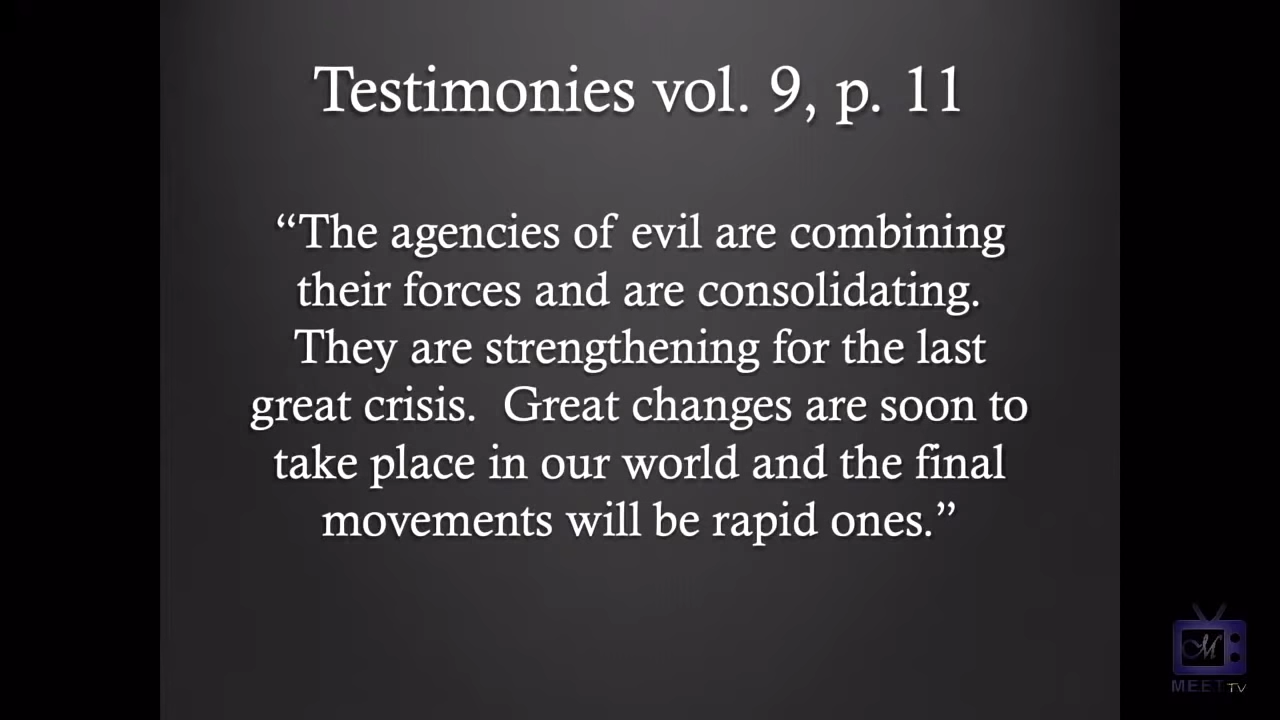 Testimonies vol. 9, p. 11
“The agencies of evil are combining
their forces and are consolidating.
They are strengthening for the last
great crisis.  Great changes are soon to
take place in our world and the final
movements will be rapid ones.”
M
MEET TV